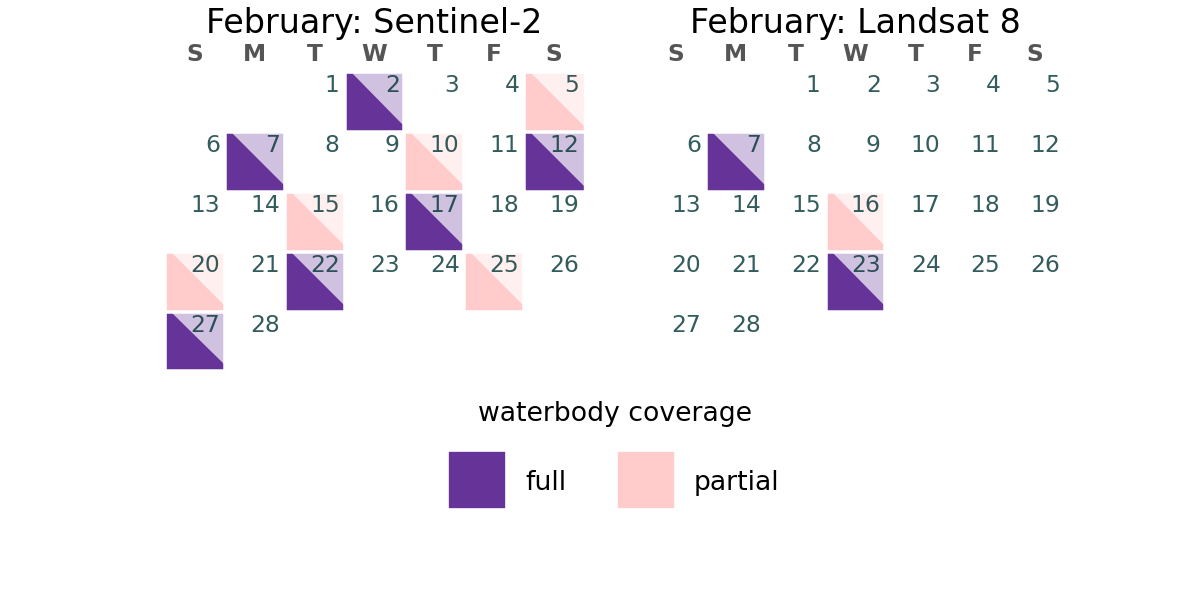 February: Sentinel-2
S M T W T F S
1 2 3 4 5
6 7 8 9 10 11 12
13 14 15 16 17 18 19
20 21 22 23 24 25 26
27 28
February: Landsat 8
S M T W T F S
1 2 3 4 5
6 7 8 9 10 11 12
13 14 15 16 17 18 19
20 21 22 23 24 25 26
27 28
waterbody coverage
full
partial